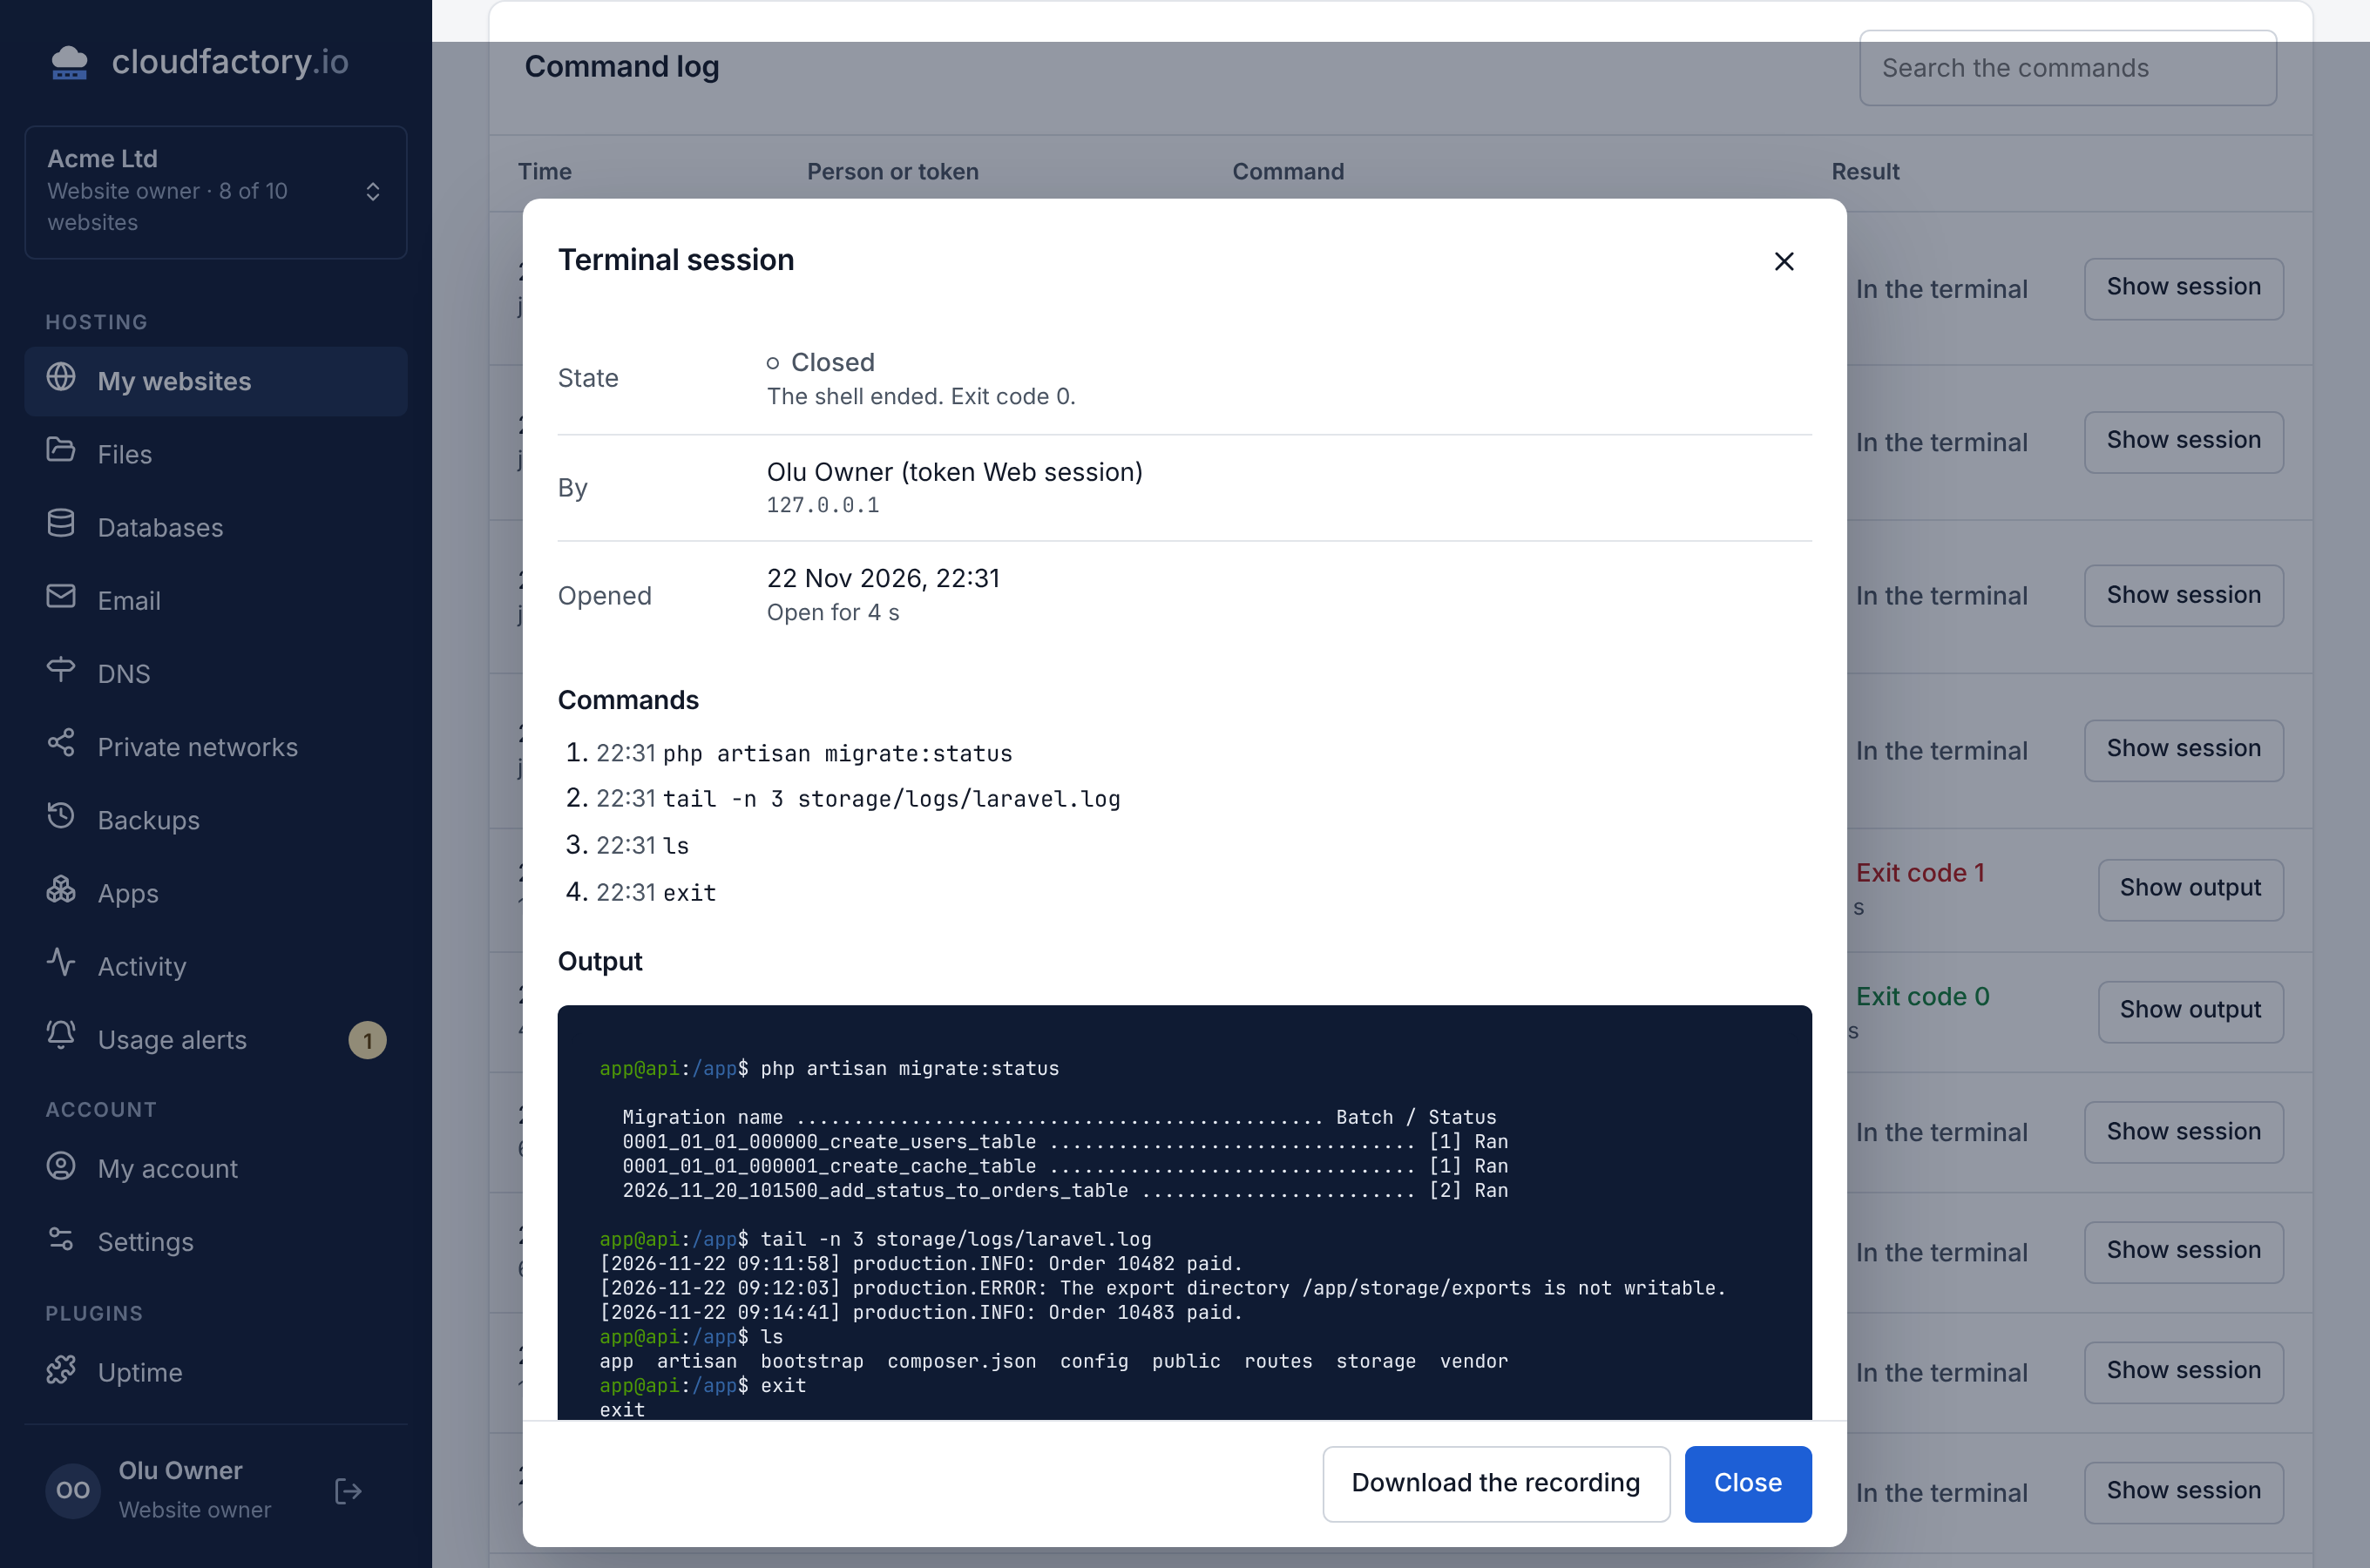 cloudfactory.io
Acme Ltd
Website owner · 8 of 10
websites
HOSTING
My websites
Files
Databases
Email
DNS
Private networks
Backups
Apps
Activity
Usage alerts
1
ACCOUNT
My account
Settings
PLUGINS
Uptime
OO
Olu Owner
Website owner
Command log
Search the commands
Time
Person or token
Command
Result
In the terminal
Show session
In the terminal
Show session
In the terminal
Show session
In the terminal
Show session
Exit code 1
s
Show output
Exit code 0
s
Show output
In the terminal
Show session
In the terminal
Show session
In the terminal
Show session
In the terminal
Show session
Terminal session
State
Closed
The shell ended. Exit code 0.
By
Olu Owner (token Web session)
127.0.0.1
Opened
22 Nov 2026, 22:31
Open for 4 s
Commands
1. 22:31 php artisan migrate:status
2. 22:31 tail -n 3 storage/logs/laravel.log
3. 22:31 ls
4. 22:31 exit
Output
app@api:/app$ php artisan migrate:status
Migration name .............................................. Batch / Status
0001_01_01_000000_create_users_table ................................ [1] Ran
0001_01_01_000001_create_cache_table ................................ [1] Ran
2026_11_20_101500_add_status_to_orders_table ........................ [2] Ran
app@api:/app$ tail -n 3 storage/logs/laravel.log
[2026-11-22 09:11:58] production.INFO: Order 10482 paid.
[2026-11-22 09:12:03] production.ERROR: The export directory /app/storage/exports is not writable.
[2026-11-22 09:14:41] production.INFO: Order 10483 paid.
app@api:/app$ ls
app  artisan  bootstrap  composer.json  config  public  routes  storage  vendor
app@api:/app$ exit
exit
Download the recording
Close